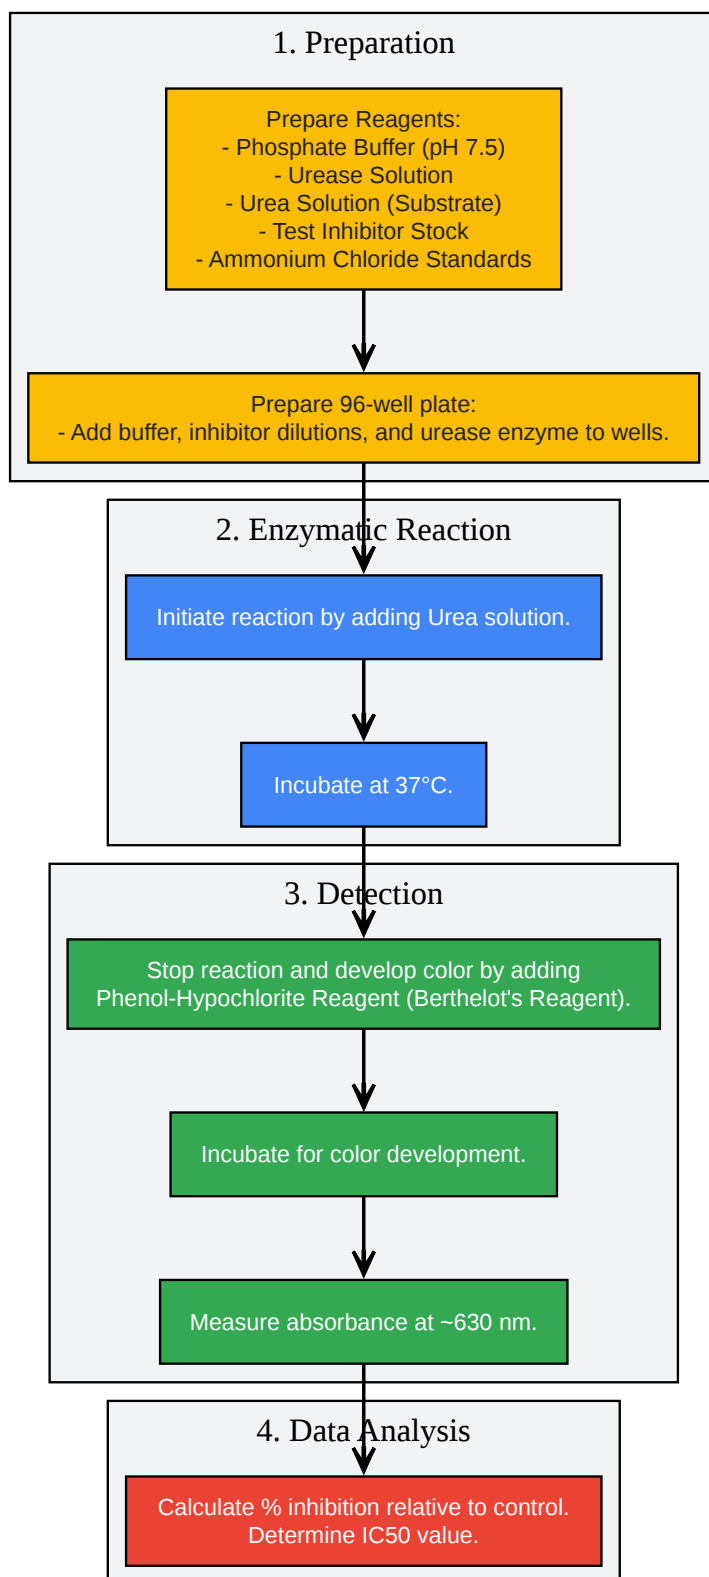 1. Preparation
Prepare Reagents:
- Phosphate Buffer (pH 7.5)
- Urease Solution
- Urea Solution (Substrate)
- Test Inhibitor Stock
- Ammonium Chloride Standards
Prepare 96-well plate:
- Add buffer, inhibitor dilutions, and urease enzyme to wells.
2. Enzymatic Reaction
Initiate reaction by adding Urea solution.
Incubate at 37°C.
3. Detection
Stop reaction and develop color by adding
Phenol-Hypochlorite Reagent (Berthelot's Reagent).
Incubate for color development.
Measure absorbance at ~630 nm.
4. Data Analysis
Calculate % inhibition relative to control.
Determine IC50 value.